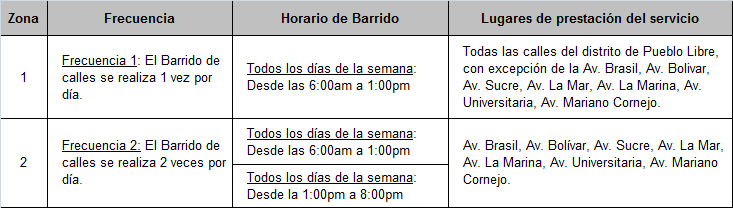 Zona
Frecuencia
Horario de Barrido
Lugares de prestación del servicio
1
Frecuencia 1: El Barrido de
calles se realiza 1 vez por
día.
Todos los días de la semana:
Desde las 6:00am a 1:00pm
Todas las calles del distrito de Pueblo Libre,
con excepción de la Av. Brasil, Av. Bolivar,
Av. Sucre, Av. La Mar, Av. La Marina, Av.
Universitaria, Av. Mariano Cornejo.
2
Frecuencia 2: El Barrido de
calles se realiza 2 veces por
día.
Todos los días de la semana:
Desde las 6:00am a 1:00pm
Todos los días de la semana:
Desde la 1:00pm a 8:00pm
Av. Brasil, Av. Bolívar, Av. Sucre, Av. La Mar,
Av. La Marina, Av. Universitaria, Av. Mariano
Cornejo.